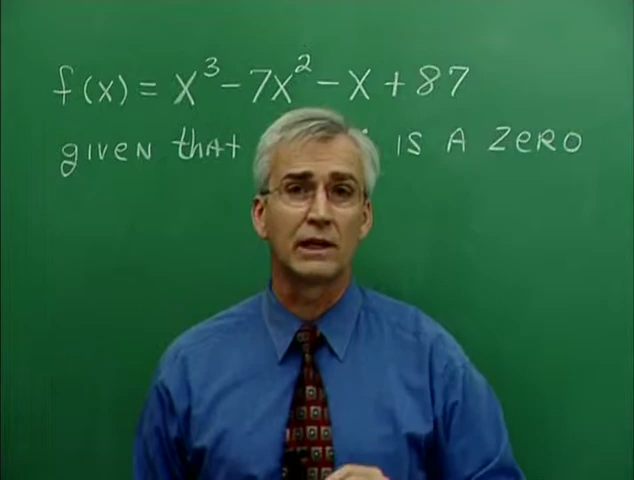 f(x) = x³ - 7x² - x + 87
given that is a zero